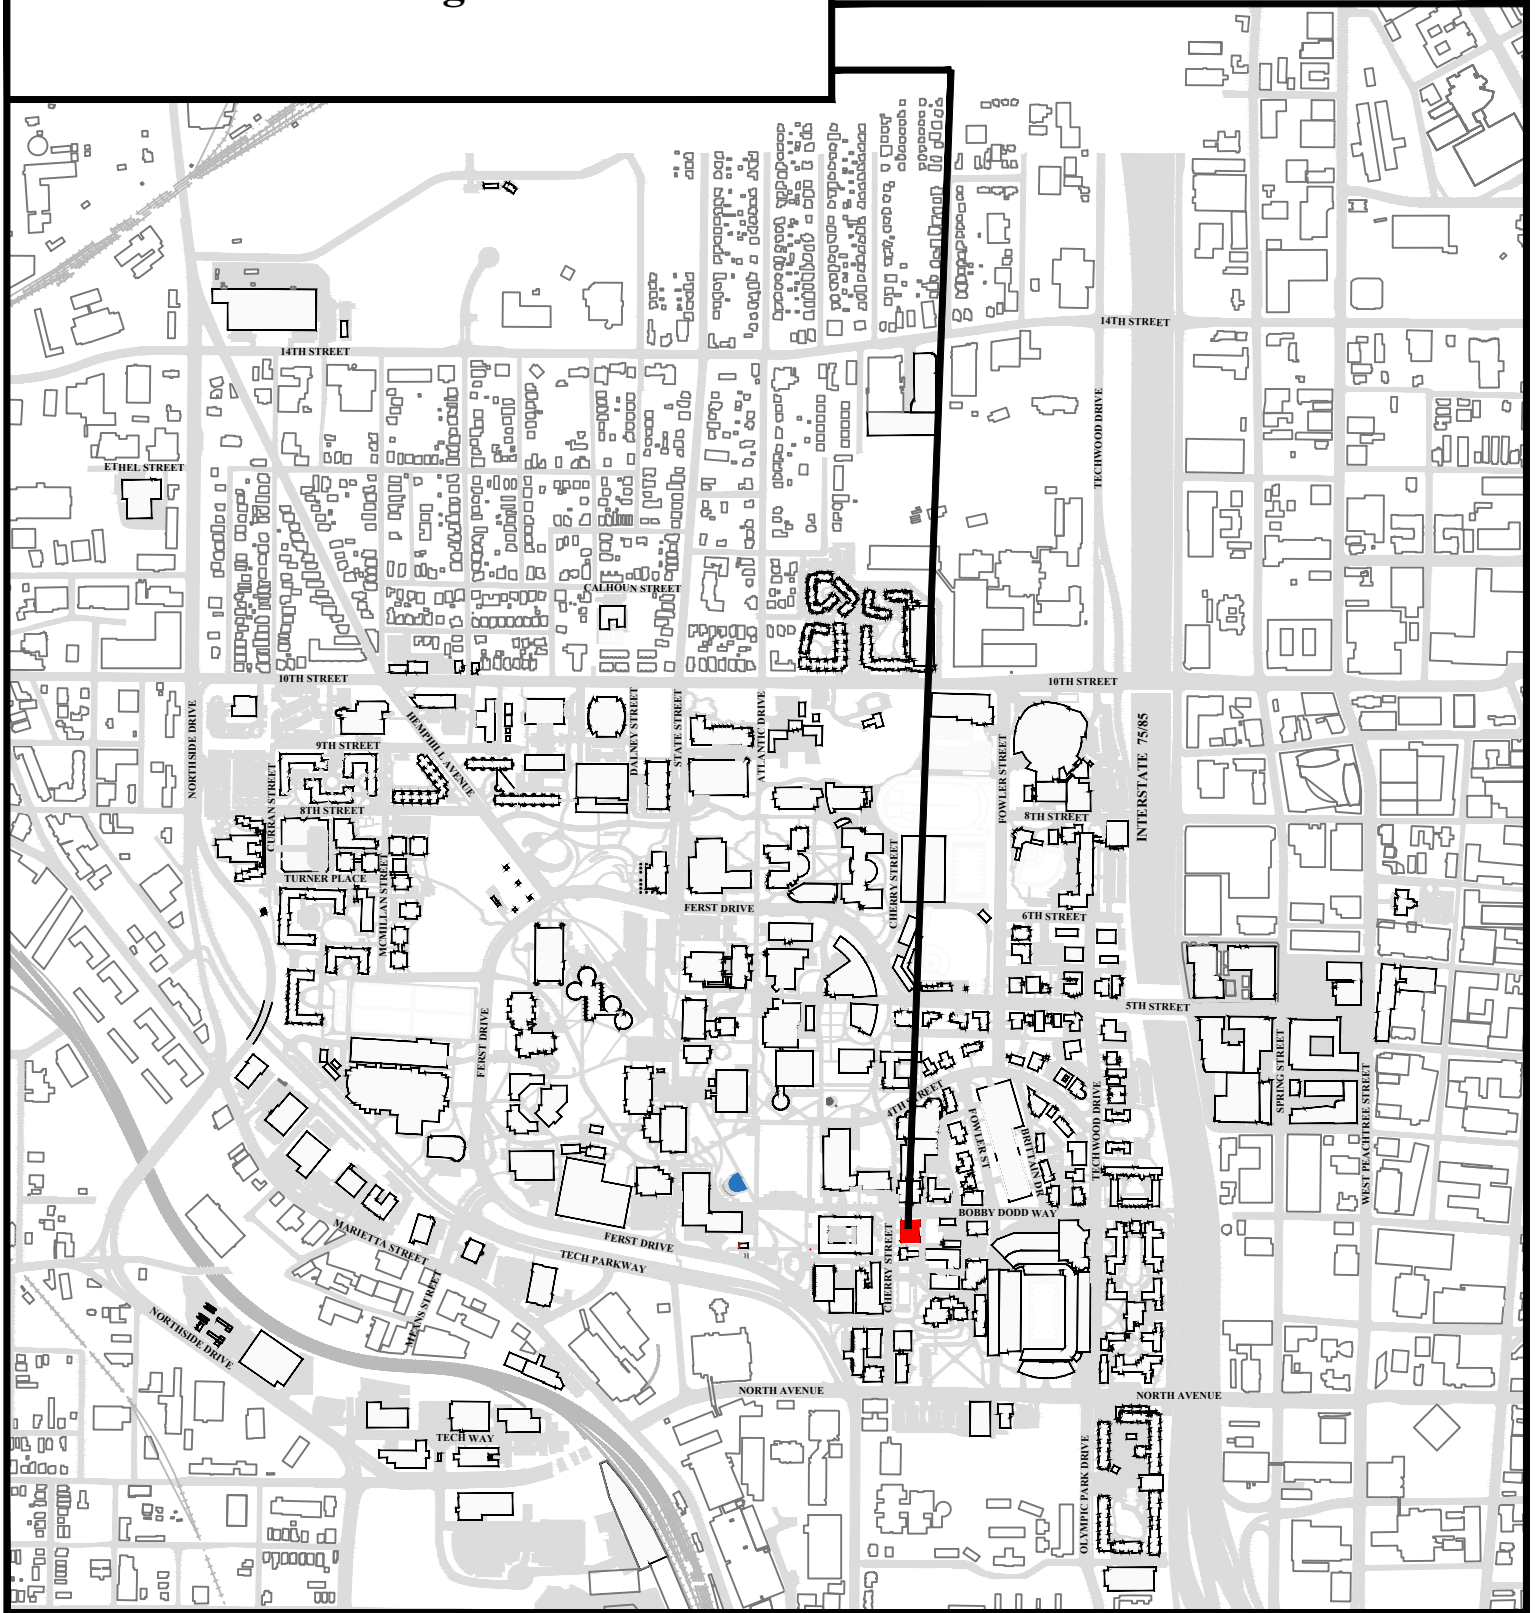 g
14TH STREET
14TH STREET
TECHWOOD DRIVE
ETHEL STREET
CALHOUN STREET
10TH STREET
10TH STREET
NORTHSIDE DRIVE
HEMPHILL AVENUE
DALNEY STREET
STATE STREET
ATLANTIC DRIVE
FOWLER STREET
INTERSTATE 75/85
9TH STREET
CURRAN STREET
8TH STREET
8TH STREET
TURNER PLACE
MCMILLAN STREET
CHERRY STREET
FERST DRIVE
6TH STREET
5TH STREET
FERST DRIVE
SPRING STREET
WEST PEACHTREE STREET
4TH STREET
FOWLER ST
BRITTAIN DR
TECHWOOD DRIVE
BOBBY DODD WAY
MARIETTA STREET
FERST DRIVE
TECH PARKWAY
CHERRY STREET
MEANS STREET
NORTHSIDE DRIVE
NORTH AVENUE
NORTH AVENUE
TECH WAY
OLYMPIC PARK DRIVE